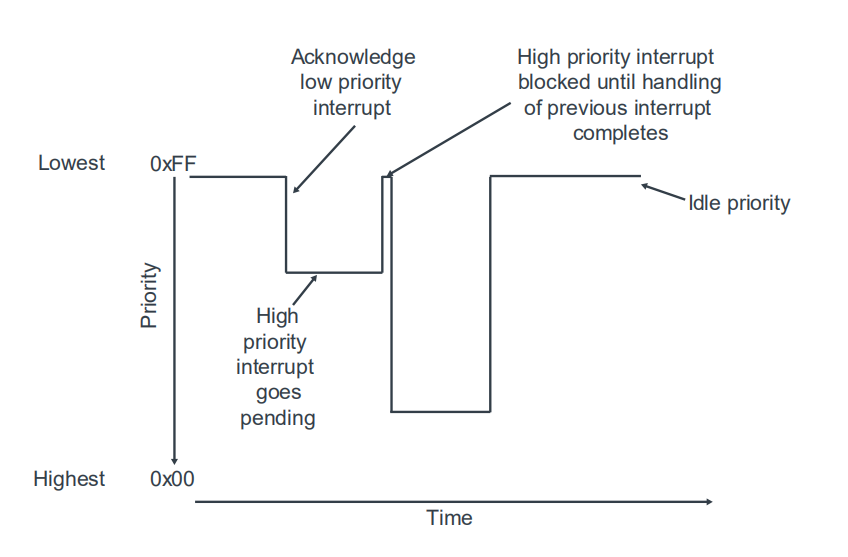 Acknowledge
low priority
interrupt
High priority interrupt
blocked until handling
of previous interrupt
completes
Lowest
0xFF
Idle priority
Priority
High
priority
interrupt
goes
pending
Highest
0x00
Time